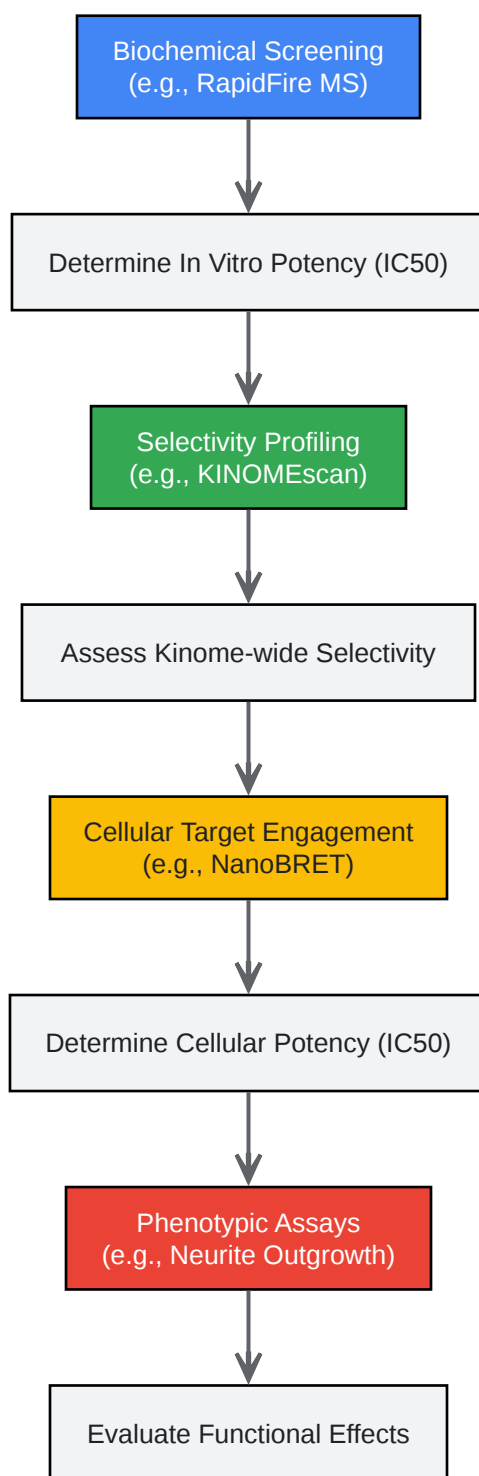 Biochemical Screening
(e.g., RapidFire MS)
Determine In Vitro Potency (IC50)
Selectivity Profiling
(e.g., KINOMEscan)
Assess Kinome-wide Selectivity
Cellular Target Engagement
(e.g., NanoBRET)
Determine Cellular Potency (IC50)
Phenotypic Assays
(e.g., Neurite Outgrowth)
Evaluate Functional Effects